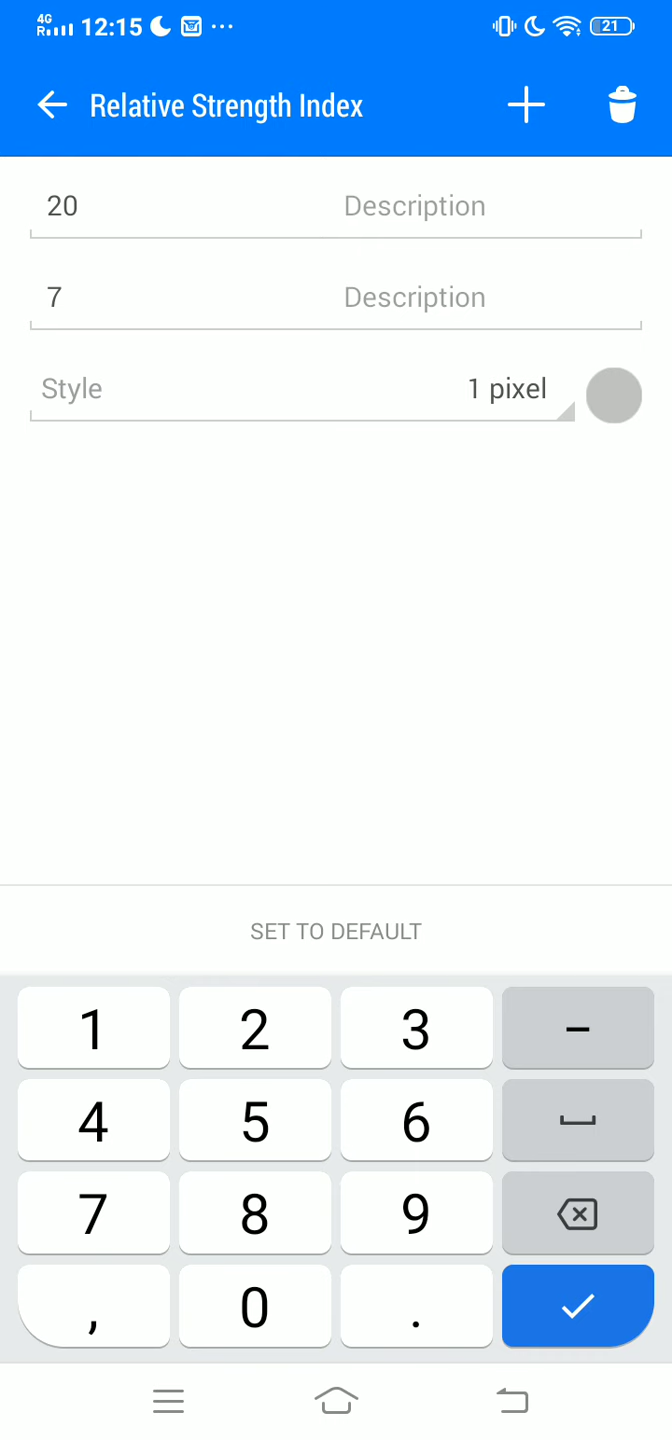 4G
R
12:15
21
Relative Strength Index
20 Description
7 Description
Style 1 pixel
SET TO DEFAULT
1 2 3 –
4 5 6
7 8 9
, 0 .